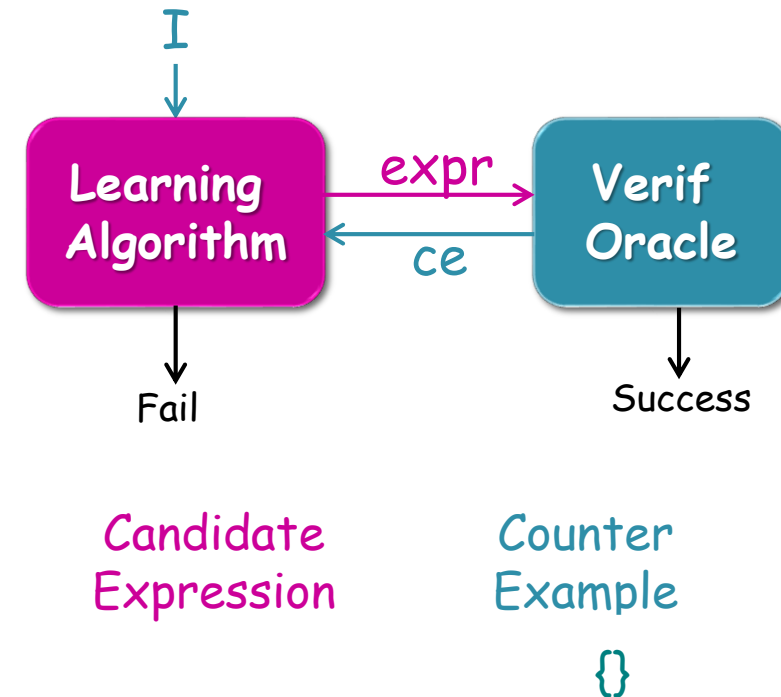 I
Learning
Algorithm
expr
ce
Verif
Oracle
Fail
Success
Candidate
Expression
Counter
Example
{}